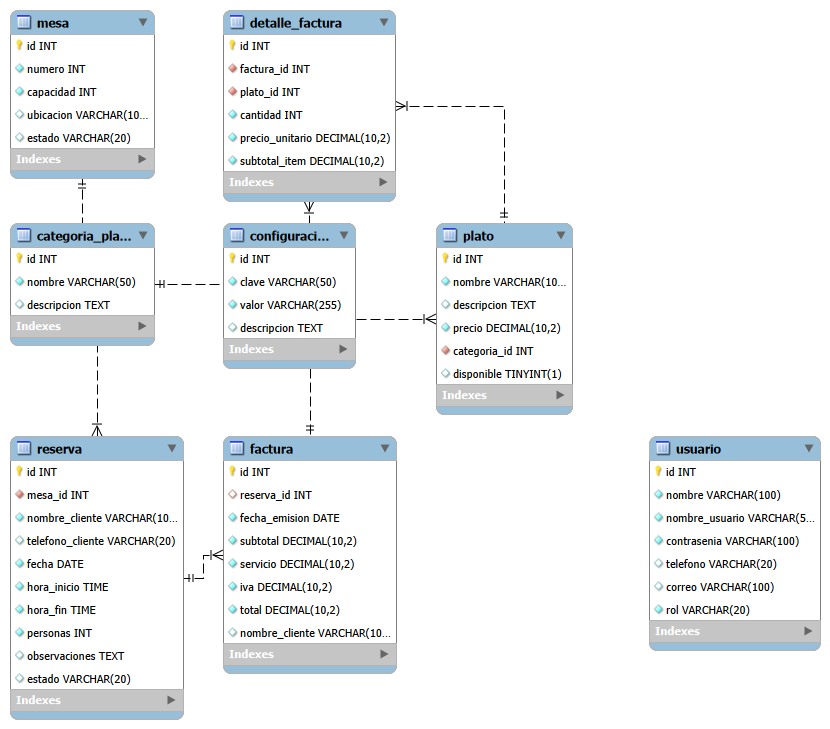 mesa
id INT
numero INT
capacidad INT
ubicacion VARCHAR(10...
estado VARCHAR(20)
Indexes
detalle_factura
id INT
factura_id INT
plato_id INT
cantidad INT
precio_unitario DECIMAL(10,2)
subtotal_item DECIMAL(10,2)
Indexes
categoria_pla...
id INT
nombre VARCHAR(50)
descripcion TEXT
Indexes
configuraci...
id INT
clave VARCHAR(50)
valor VARCHAR(255)
descripcion TEXT
Indexes
plato
id INT
nombre VARCHAR(10...
descripcion TEXT
precio DECIMAL(10,2)
categoria_id INT
disponible TINYINT(1)
Indexes
reserva
id INT
mesa_id INT
nombre_cliente VARCHAR(10...
telefono_cliente VARCHAR(20)
fecha DATE
hora_inicio TIME
hora_fin TIME
personas INT
observaciones TEXT
estado VARCHAR(20)
Indexes
factura
id INT
reserva_id INT
fecha_emision DATE
subtotal DECIMAL(10,2)
servicio DECIMAL(10,2)
iva DECIMAL(10,2)
total DECIMAL(10,2)
nombre_cliente VARCHAR(10...
Indexes
usuario
id INT
nombre VARCHAR(100)
nombre_usuario VARCHAR(5...
contrasenia VARCHAR(100)
telefono VARCHAR(20)
correo VARCHAR(100)
rol VARCHAR(20)
Indexes